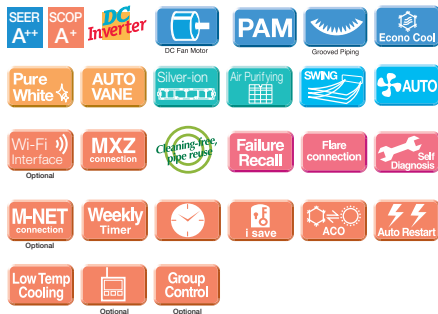 SEER
A++
SCOP
A+
DC
Inverter
DC Fan Motor
PAM
Grooved Piping
Econo Cool
Pure
White
AUTO
VANE
Silver-ion
Air Purifying
SWING
AUTO
Wi-Fi
Interface
Optional
MXZ
connection
Cleaning-free,
pipe reuse
Failure
Recall
Flare
connection
Self
Diagnosis
M-NET
connection
Optional
Weekly
Timer
i save
ACO
Auto Restart
Low Temp
Cooling
Optional
Group
Control
Optional